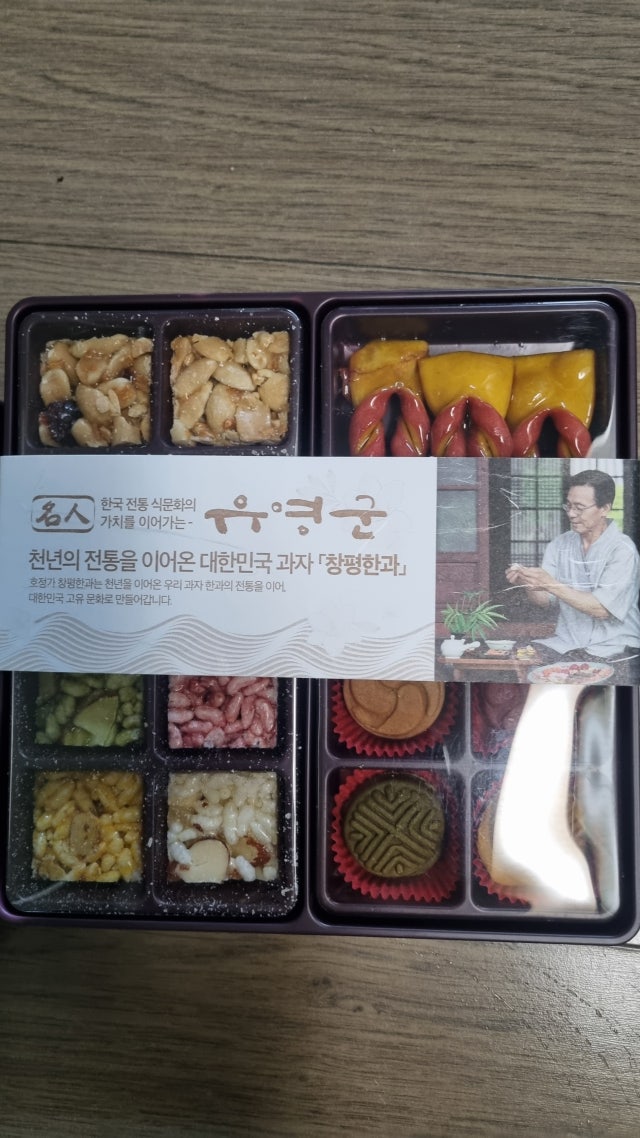 名人
한국 전통 식문화의
가치를 이어가는-
유영군
천년의 전통을 이어온 대한민국 과자 「창평한과」
호정가 창평한과는 천년을 이어온 우리 과자 한과의 전통을 이어,
대한민국 고유 문화로 만들어갑니다.